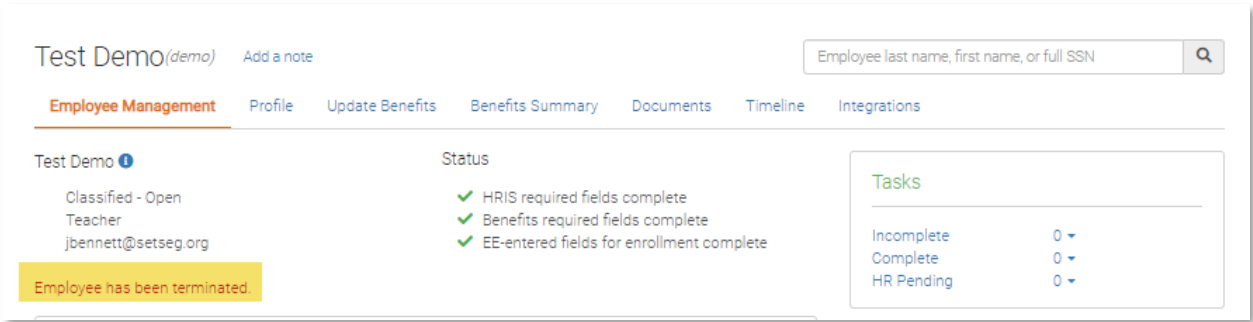 Test Demo(demo) Add a note
Employee last name, first name, or full SSN
Employee Management Profile Update Benefits Benefits Summary Documents Timeline Integrations
Test Demo
Classified - Open
Teacher
jbennett@setseg.org
Employee has been terminated.
Status
HRIS required fields complete
Benefits required fields complete
EE-entered fields for enrollment complete
Tasks
Incomplete 0
Complete 0
HR Pending 0